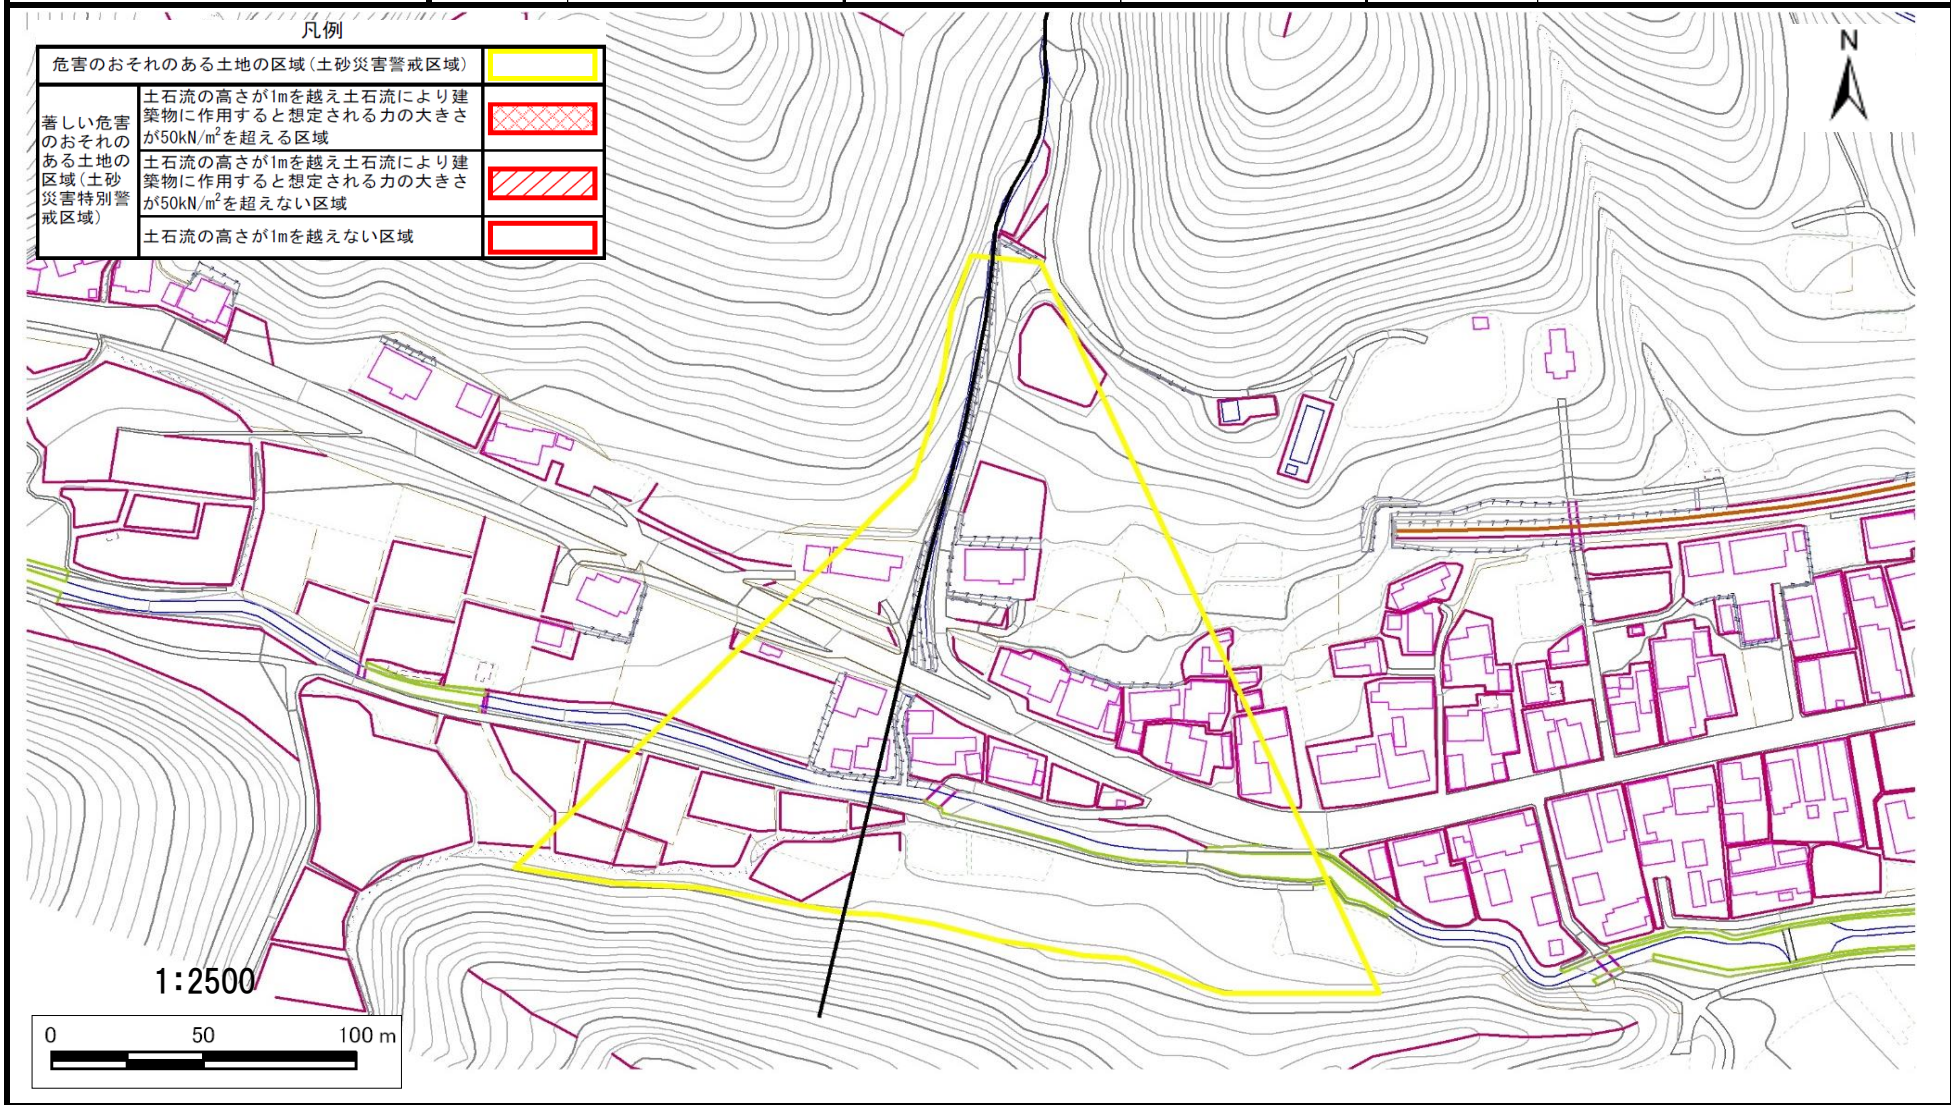 凡例
危害のおそれのある土地の区域(土砂災害警戒区域)
著しい危害
のおそれの
ある土地の
区域(土砂
災害特別警
戒区域)
土石流の高さが1mを越え土石流により建
築物に作用すると想定される力の大きさ
が50kN/m²を超える区域
土石流の高さが1mを越え土石流により建
築物に作用すると想定される力の大きさ
が50kN/m²を超えない区域
土石流の高さが1mを越えない区域
N
1:2500
0 50 100 m